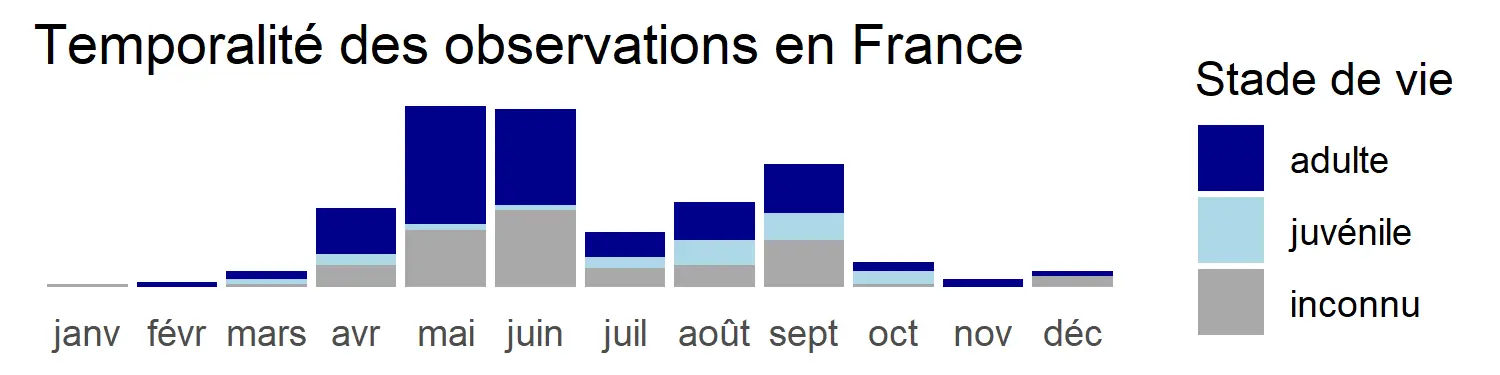 Temporalité des observations en France
Stade de vie
adulte
juvénile
inconnu
janv févr mars avr mai juin juil août sept oct nov déc